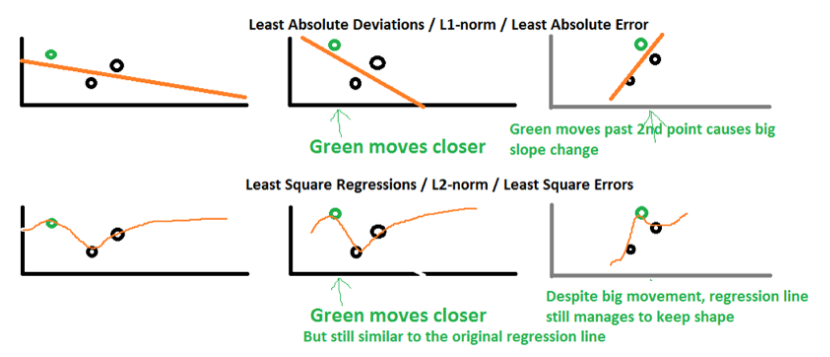 Least Absolute Deviations / L1-norm / Least Absolute Error
Green moves closer
Green moves past 2nd point causes big
slope change
Least Square Regressions / L2-norm / Least Square Errors
Green moves closer
But still similar to the original regression line
Despite big movement, regression line
still manages to keep shape